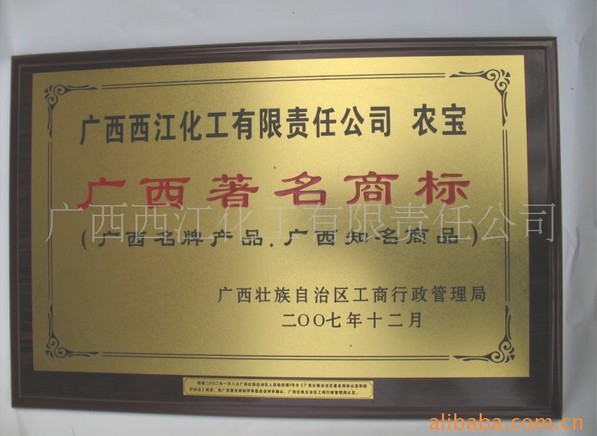 广西西江化工有限责任公司 农宝
广西著名商标
广西西江化工有限责任公司
(广西名牌产品.广西知名商品)
广西壮族自治区工商行政管理局
二〇〇七年十二月
alibaba.com.cn